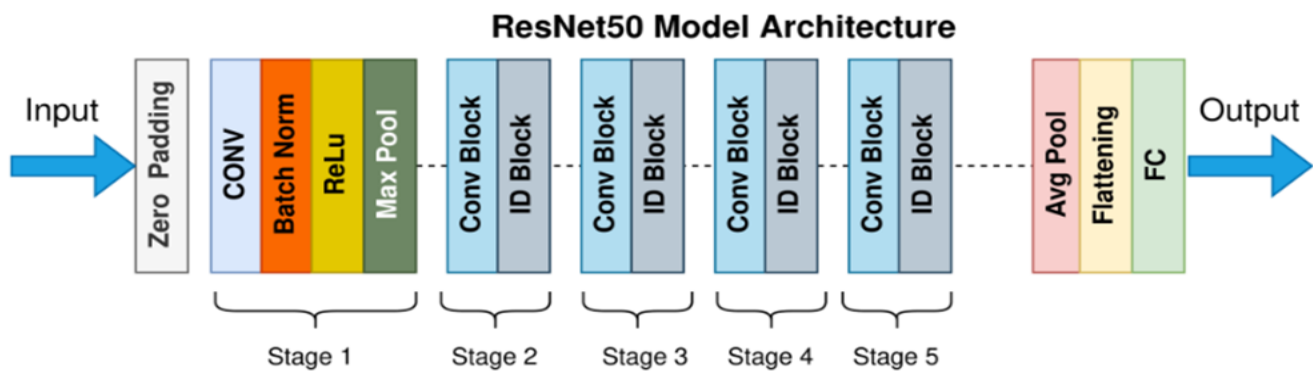 ResNet50 Model Architecture
Input
Zero Padding
CONV
Batch Norm
ReLu
Max Pool
Conv Block
ID Block
Conv Block
ID Block
Conv Block
ID Block
Conv Block
ID Block
Avg Pool
Flattening
FC
Output
Stage 1
Stage 2
Stage 3
Stage 4
Stage 5